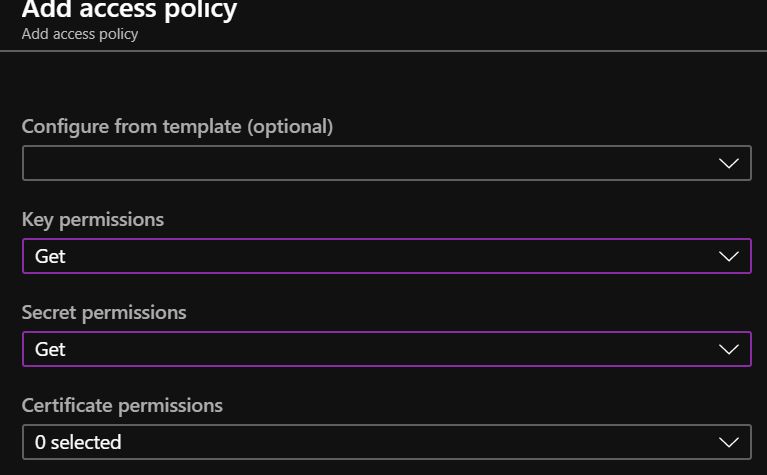 Add access policy
Add access policy
Configure from template (optional)
Key permissions
Get
Secret permissions
Get
Certificate permissions
0 selected